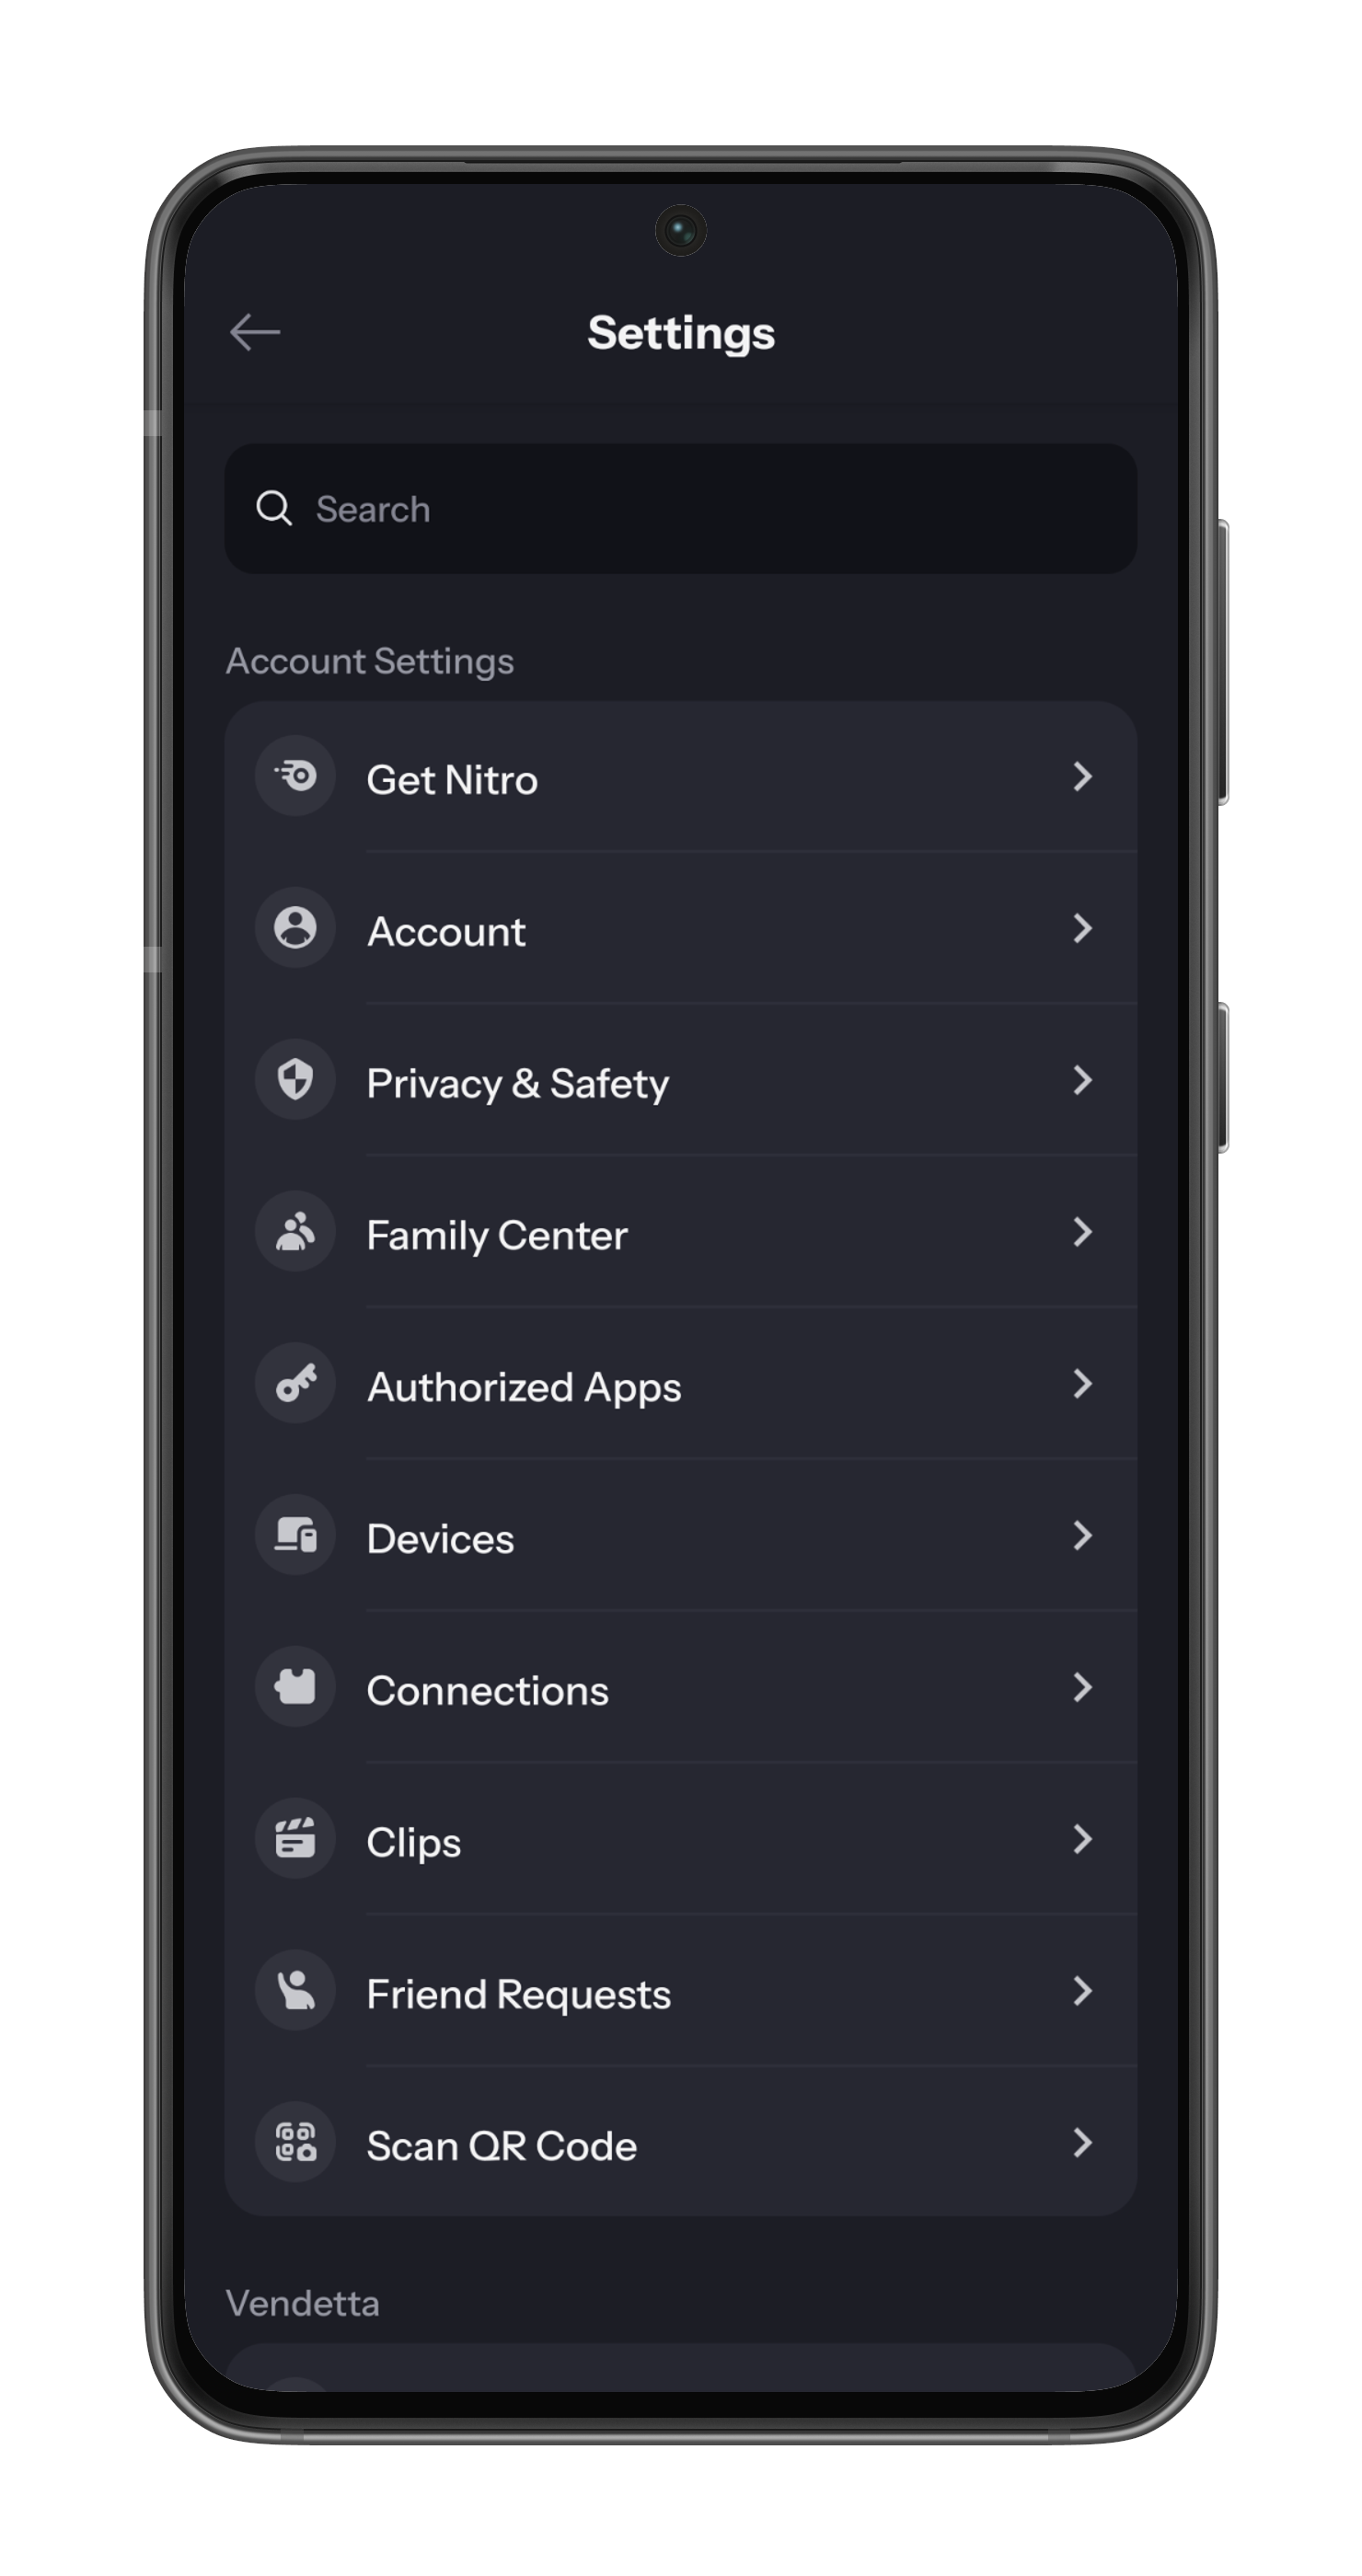 Settings
Search
Account Settings
Get Nitro
Account
Privacy & Safety
Family Center
Authorized Apps
Devices
Connections
Clips
Friend Requests
Scan QR Code
Vendetta